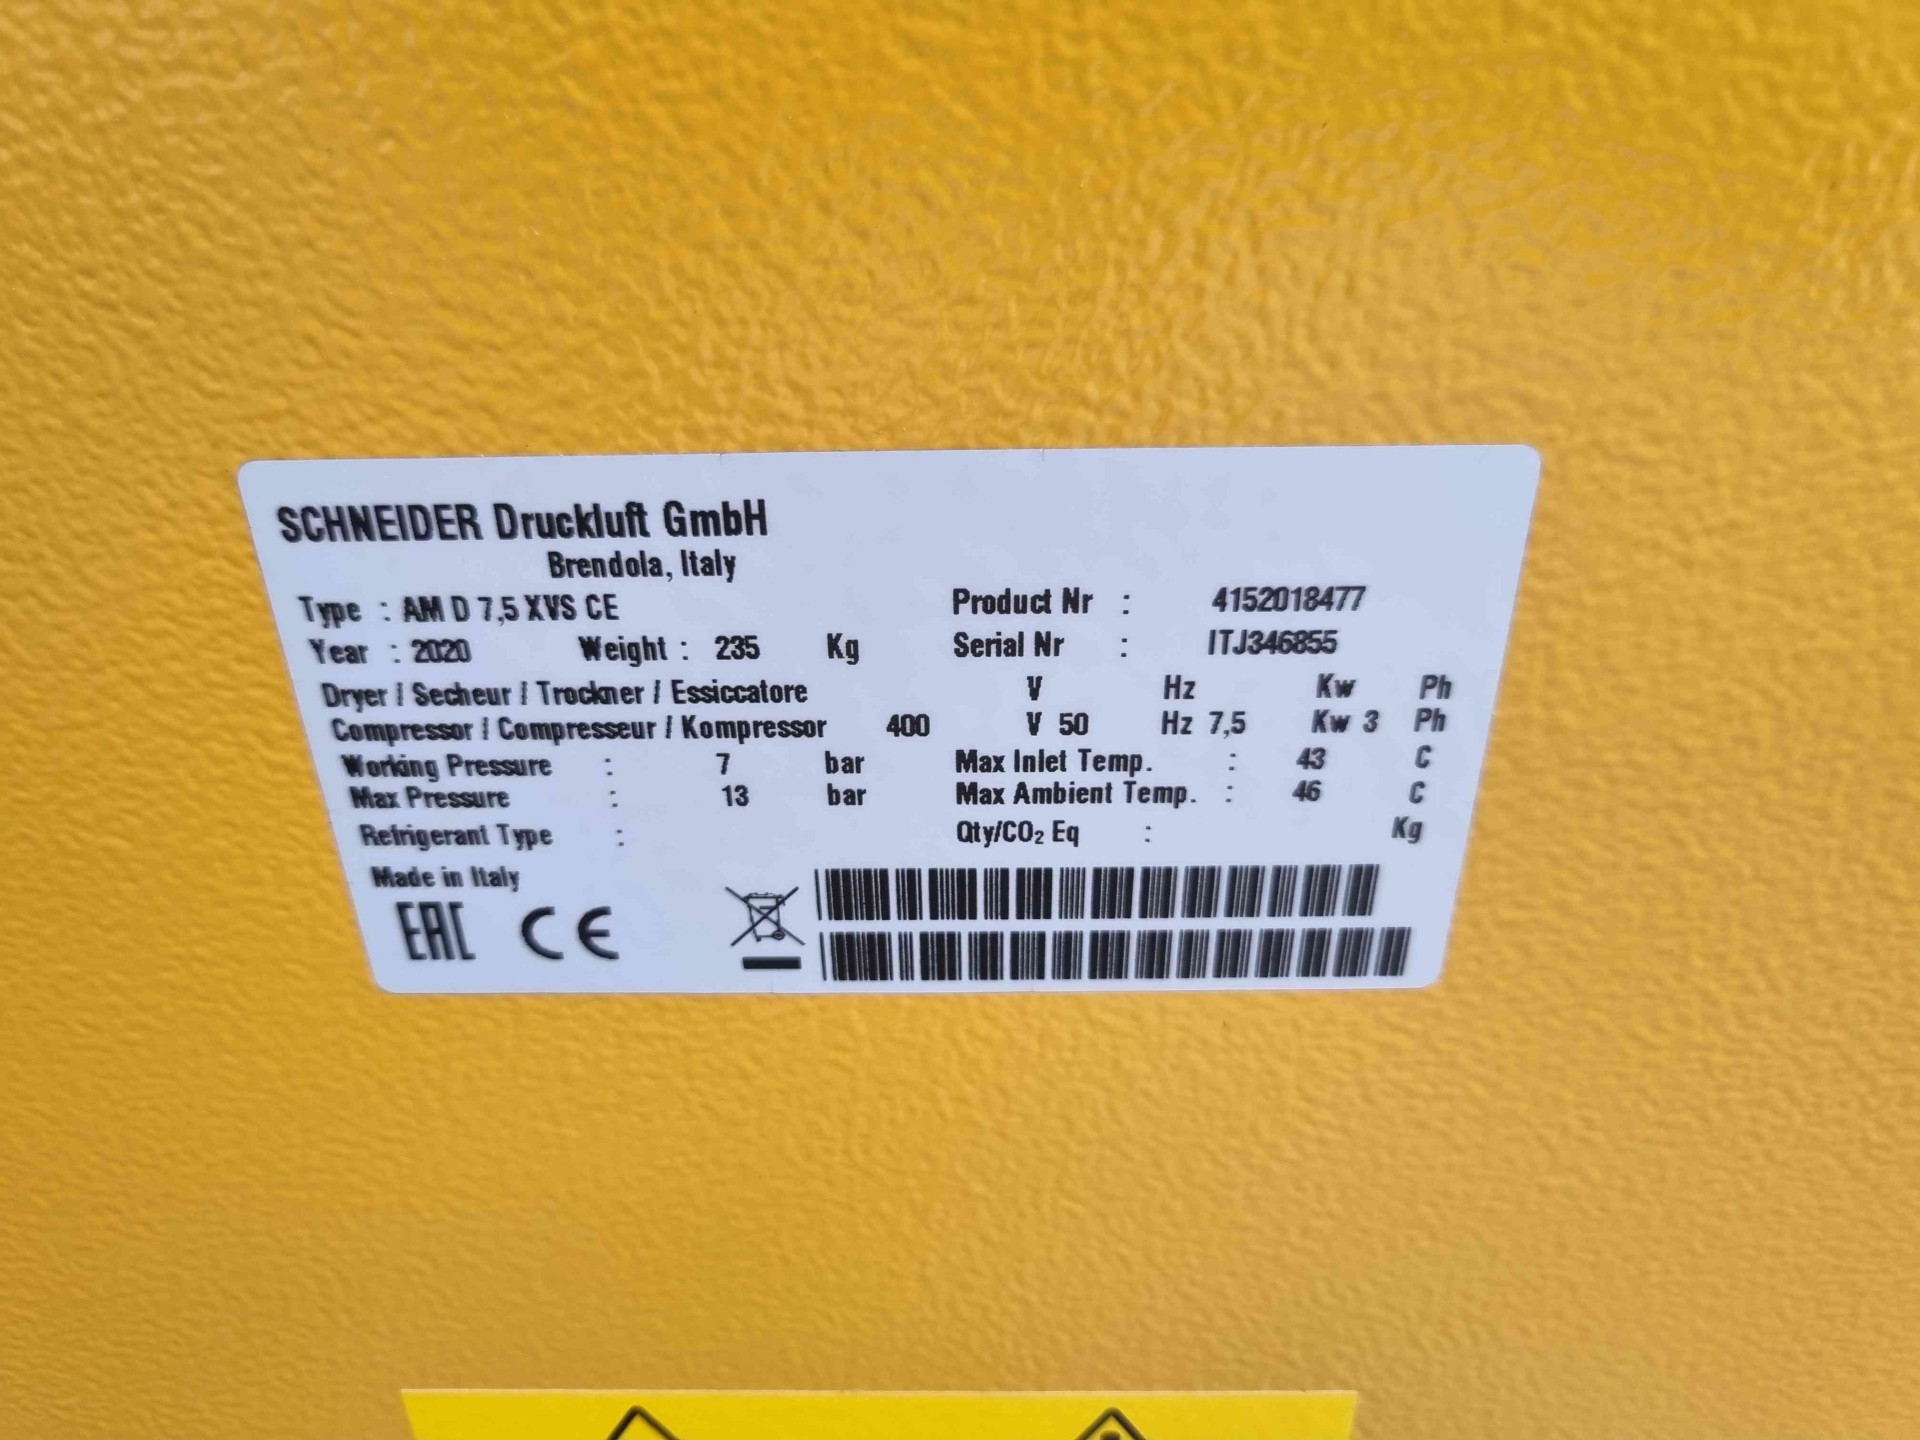 SCHNEIDER Druckluft GmbH
Brendola, Italy
Type : AM D 7,5 XVS CE Product Nr : 4152018477
Year : 2020 Weight : 235 Kg Serial Nr : ITJ346855
Dryer / Secheur / Trockner / Essiccatore V Hz Kw Ph
Compressor / Compresseur / Kompressor 400 V 50 Hz 7,5 Kw 3 Ph
Working Pressure : 7 bar Max Inlet Temp. : 43 C
Max Pressure : 13 bar Max Ambient Temp. : 46 C
Refrigerant Type : Qty/CO₂ Eq : Kg
Made in Italy
EAC CE